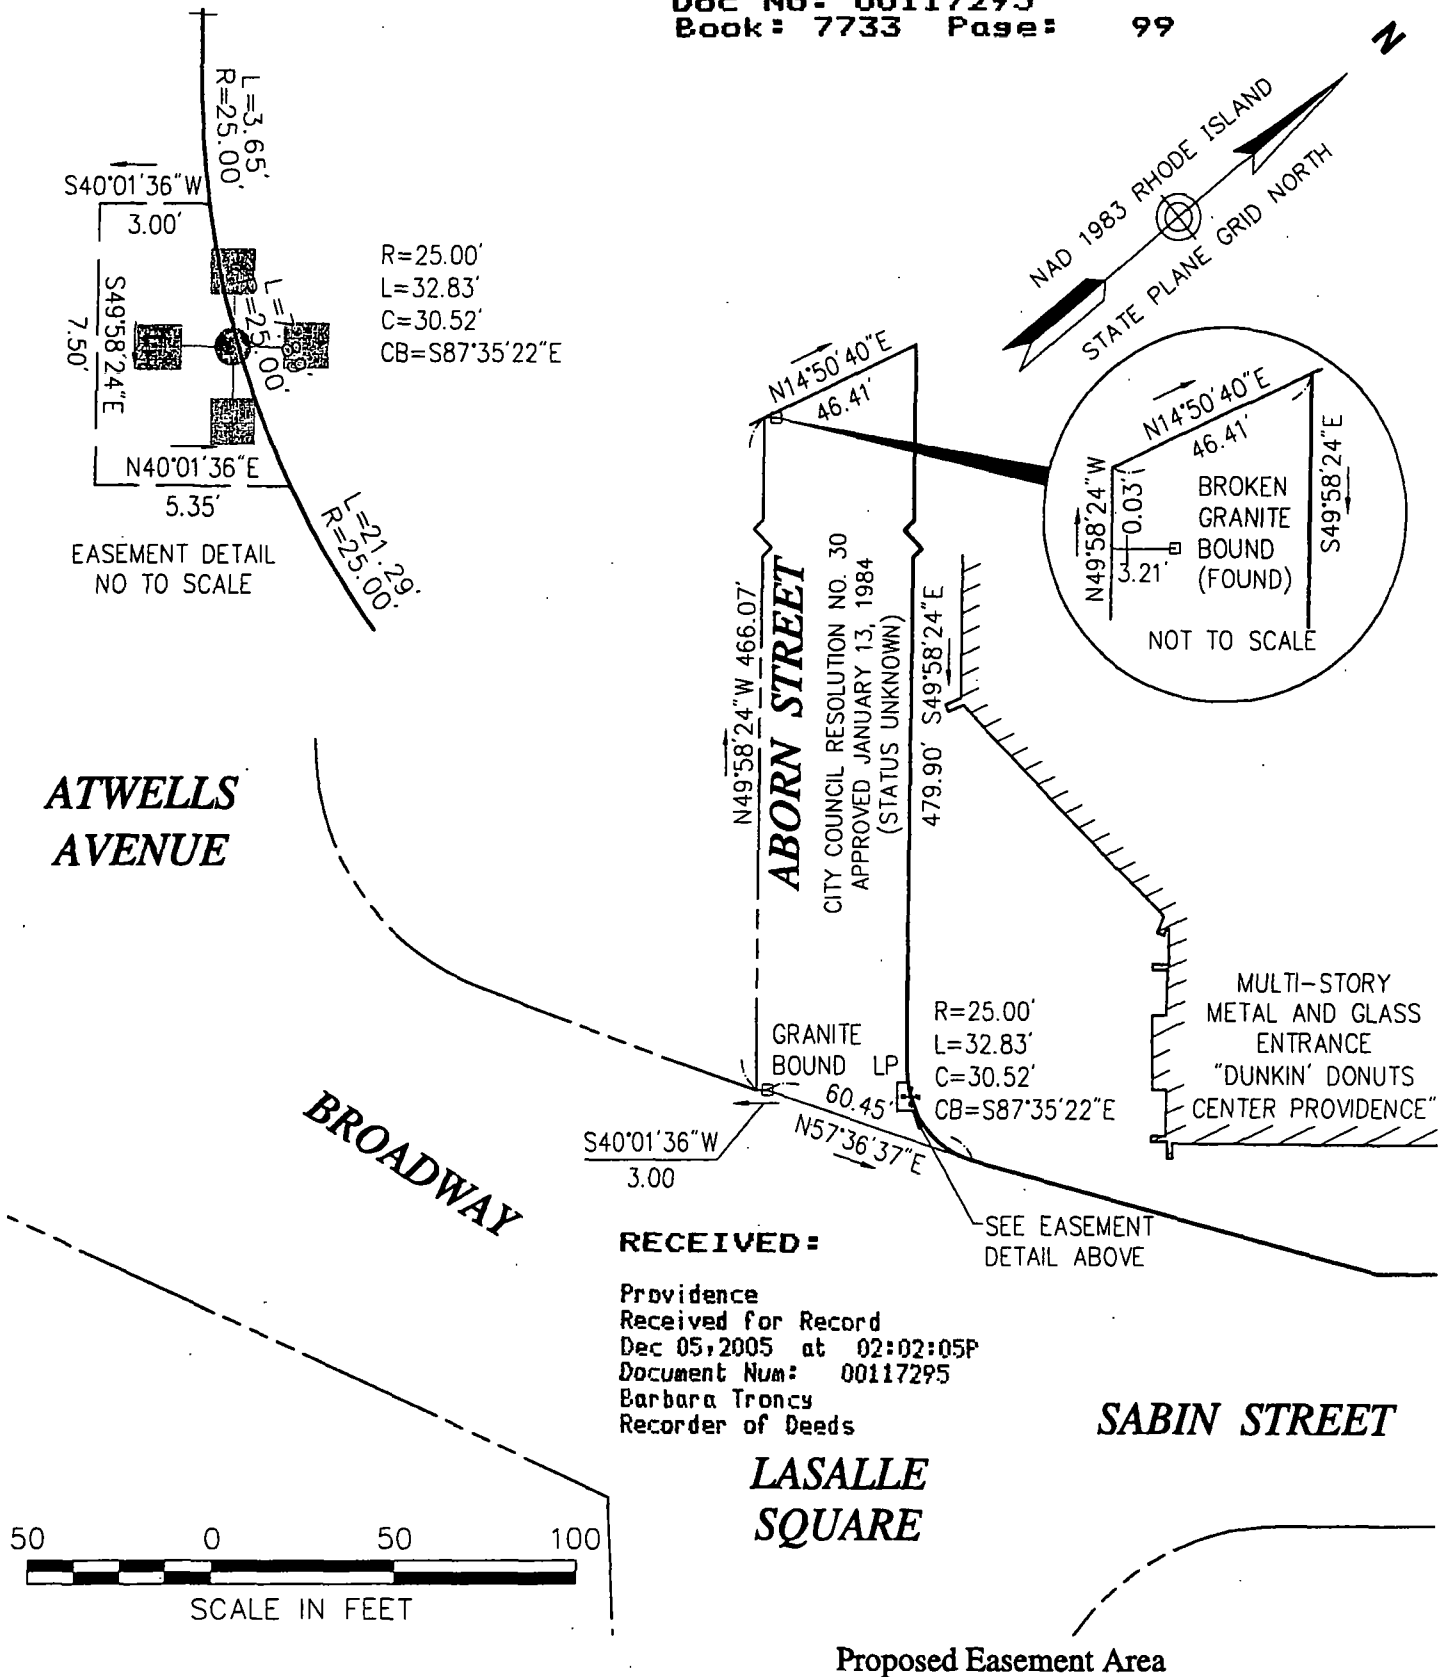 Doc No: 00117295
Book: 7733 Page: 99
N
NAD 1983 RHODE ISLAND
STATE PLANE GRID NORTH
L=3.65'
R=25.00'
S40°01'36"W
3.00'
S49°58'24"E
7.50'
L=7.89'
R=25.00'
N40°01'36"E
5.35'
L=21.29'
R=25.00'
EASEMENT DETAIL
NO TO SCALE
R=25.00'
L=32.83'
C=30.52'
CB=S87°35'22"E
N14°50'40"E
46.41'
N14°50'40"E
46.41'
N49°58'24"W
0.03'
3.21'
BROKEN
GRANITE
BOUND
(FOUND)
S49°58'24"E
NOT TO SCALE
N49°58'24"W 466.07'
ABORN STREET
CITY COUNCIL RESOLUTION NO. 30
APPROVED JANUARY 13, 1984
(STATUS UNKNOWN)
479.90' S49°58'24"E
ATWELLS
AVENUE
BROADWAY
GRANITE
BOUND LP
60.45'
N57°36'37"E
S40°01'36"W
3.00
R=25.00'
L=32.83'
C=30.52'
CB=S87°35'22"E
MULTI-STORY
METAL AND GLASS
ENTRANCE
"DUNKIN' DONUTS
CENTER PROVIDENCE"
SEE EASEMENT
DETAIL ABOVE
RECEIVED:
Providence
Received for Record
Dec 05,2005 at 02:02:05P
Document Num: 00117295
Barbara Troncy
Recorder of Deeds
SABIN STREET
LASALLE
SQUARE
50 0 50 100
SCALE IN FEET
Proposed Easement Area